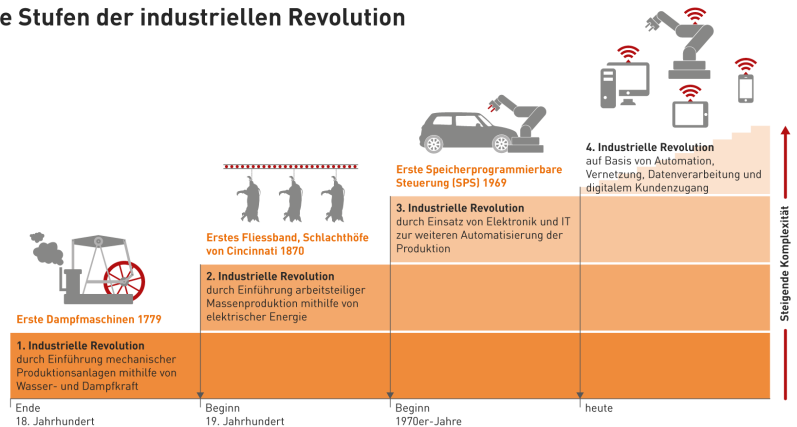 e Stufen der industriellen Revolution
4. Industrielle Revolution
auf Basis von Automation,
Vernetzung, Datenverarbeitung und
digitalem Kundenzugang
Erste Speicherprogrammierbare
Steuerung (SPS) 1969
3. Industrielle Revolution
durch Einsatz von Elektronik und IT
zur weiteren Automatisierung der
Produktion
Erstes Fliessband, Schlachthöfe
von Cincinnati 1870
2. Industrielle Revolution
durch Einführung arbeitsteiliger
Massenproduktion mithilfe von
elektrischer Energie
Erste Dampfmaschinen 1779
1. Industrielle Revolution
durch Einführung mechanischer
Produktionsanlagen mithilfe von
Wasser- und Dampfkraft
Steigende Komplexität
Ende
18. Jahrhundert
Beginn
19. Jahrhundert
Beginn
1970er-Jahre
heute